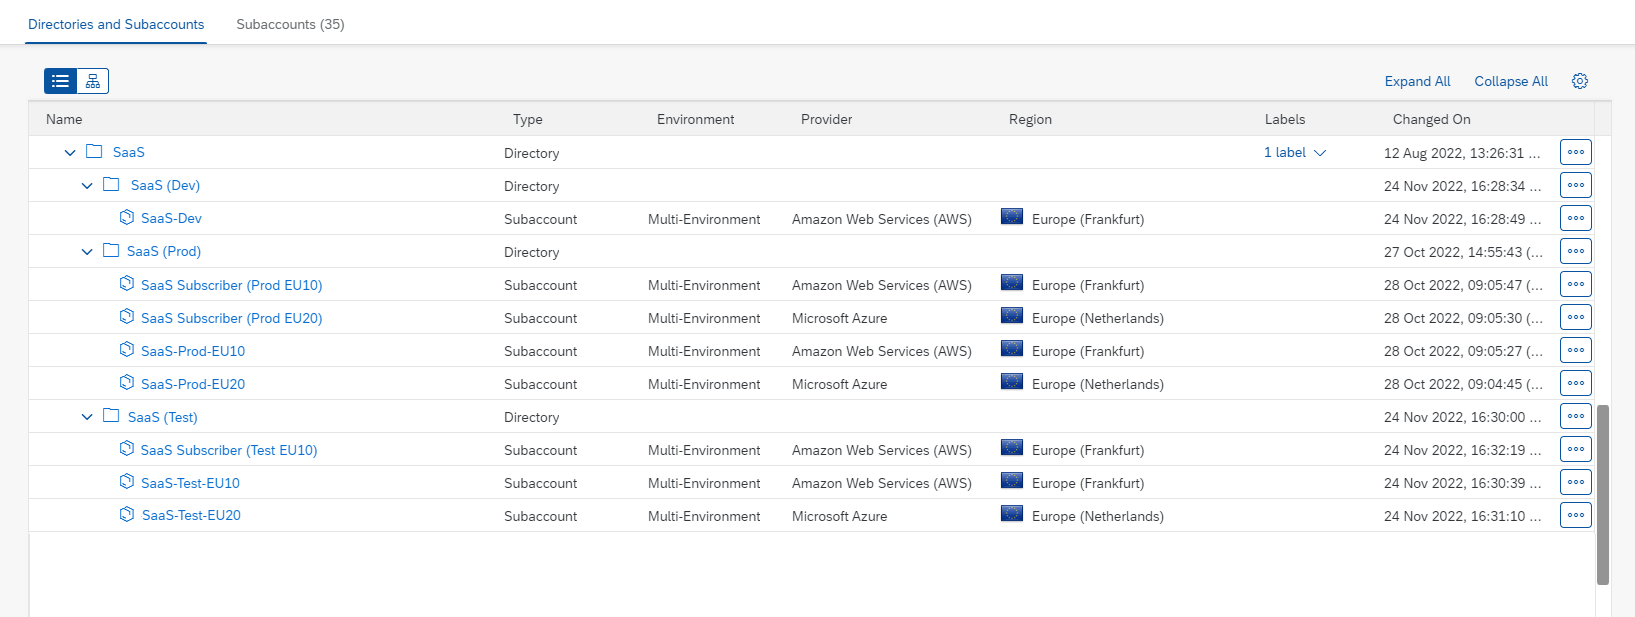 Directories and Subaccounts Subaccounts (35)
Expand All Collapse All
Name Type Environment Provider Region Labels Changed On
SaaS Directory 1 label 12 Aug 2022, 13:26:31 ...
SaaS (Dev) Directory 24 Nov 2022, 16:28:34 ...
SaaS-Dev Subaccount Multi-Environment Amazon Web Services (AWS) Europe (Frankfurt) 24 Nov 2022, 16:28:49 ...
SaaS (Prod) Directory 27 Oct 2022, 14:55:43 (...
SaaS Subscriber (Prod EU10) Subaccount Multi-Environment Amazon Web Services (AWS) Europe (Frankfurt) 28 Oct 2022, 09:05:47 (...
SaaS Subscriber (Prod EU20) Subaccount Multi-Environment Microsoft Azure Europe (Netherlands) 28 Oct 2022, 09:05:30 (...
SaaS-Prod-EU10 Subaccount Multi-Environment Amazon Web Services (AWS) Europe (Frankfurt) 28 Oct 2022, 09:05:27 (...
SaaS-Prod-EU20 Subaccount Multi-Environment Microsoft Azure Europe (Netherlands) 28 Oct 2022, 09:04:45 (...
SaaS (Test) Directory 24 Nov 2022, 16:30:00 ...
SaaS Subscriber (Test EU10) Subaccount Multi-Environment Amazon Web Services (AWS) Europe (Frankfurt) 24 Nov 2022, 16:32:19 ...
SaaS-Test-EU10 Subaccount Multi-Environment Amazon Web Services (AWS) Europe (Frankfurt) 24 Nov 2022, 16:30:39 ...
SaaS-Test-EU20 Subaccount Multi-Environment Microsoft Azure Europe (Netherlands) 24 Nov 2022, 16:31:10 ...